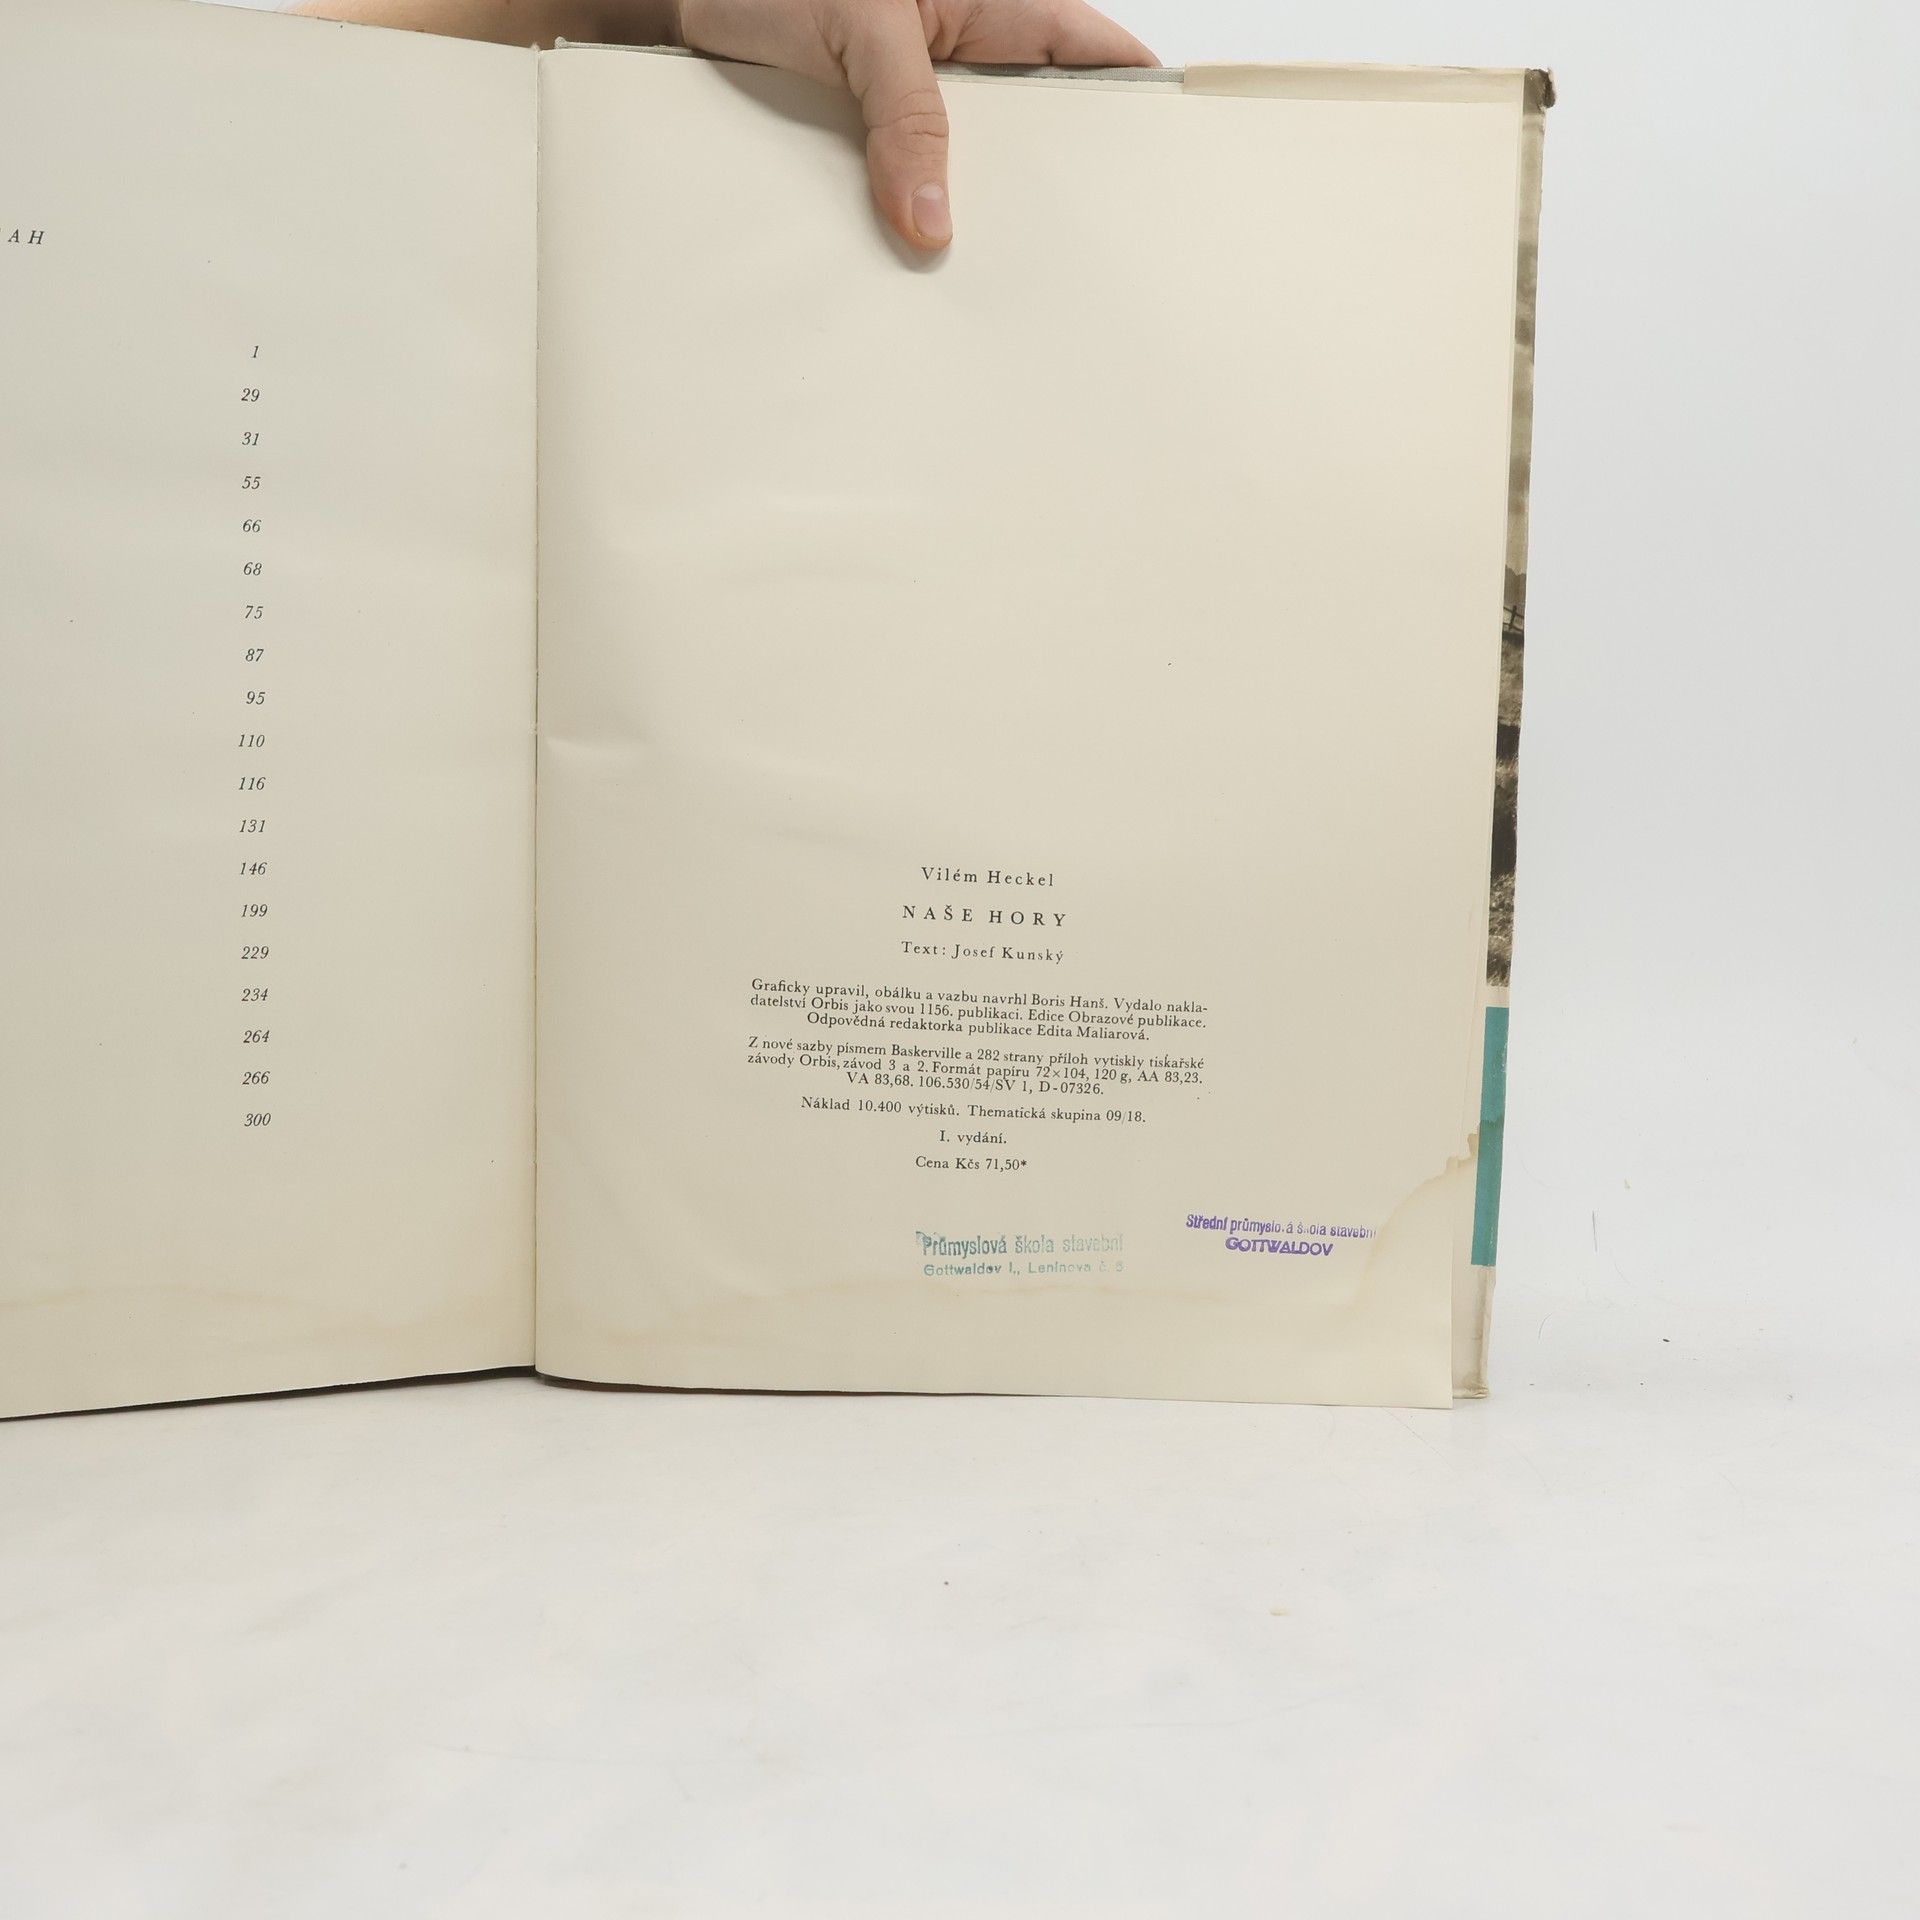 AH
1
29
31
55
66
68
75
87
95
110
116
131
146
199
229
234
264
266
300
Vilém Heckel
NAŠE HORY
Text: Josef Kunský
Graficky upravil, obálku a vazbu navrhl Boris Hanš. Vydalo nakla-
datelství Orbis jako svou 1156. publikaci. Edice Obrazové publikace.
Odpovědná redaktorka publikace Edita Maliarová.
Z nové sazby písmem Baskerville a 282 strany příloh vytiskly tiskařské
závody Orbis, závod 3 a 2. Formát papíru 72×104, 120 g, AA 83,23.
VA 83,68. 106.530/54/SV 1, D-07326.
Náklad 10.400 výtisků. Thematická skupina 09/18.
I. vydání.
Cena Kčs 71,50*
Průmyslová škola stavební
Gottwaldov I., Leninova č. 6
Střední průmyslová škola stavební
GOTTWALDOV